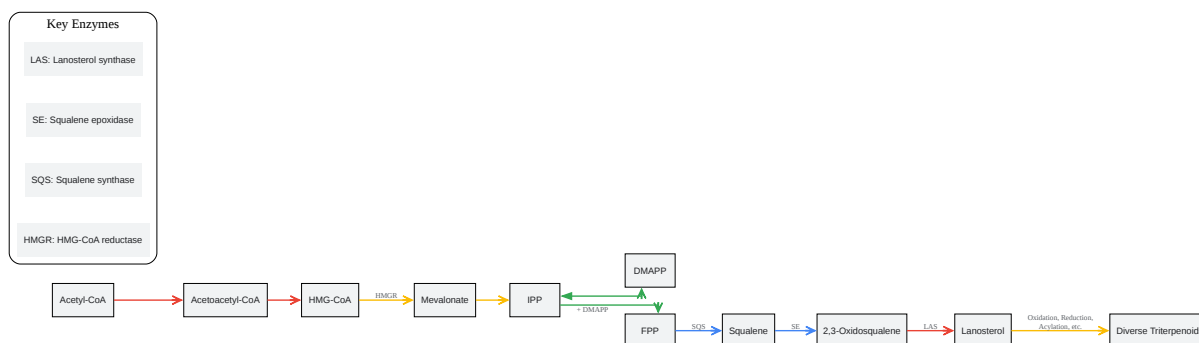 Key Enzymes
LAS: Lanosterol synthase
SE: Squalene epoxidase
SQS: Squalene synthase
HMGR: HMG-CoA reductase
DMAPP
Acetyl-CoA
Acetoacetyl-CoA
HMG-CoA
HMGR
Mevalonate
IPP
+ DMAPP
FPP
SQS
Squalene
SE
2,3-Oxidosqualene
LAS
Lanosterol
Oxidation, Reduction,
Acylation, etc.
Diverse Triterpenoid